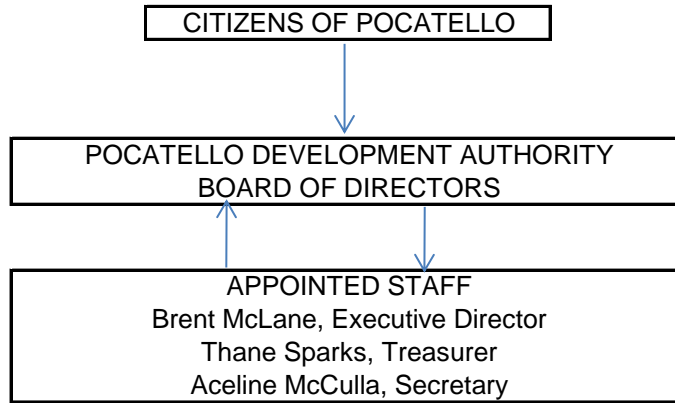 CITIZENS OF POCATELLO
POCATELLO DEVELOPMENT AUTHORITY
BOARD OF DIRECTORS
APPOINTED STAFF
Brent McLane, Executive Director
Thane Sparks, Treasurer
Aceline McCulla, Secretary